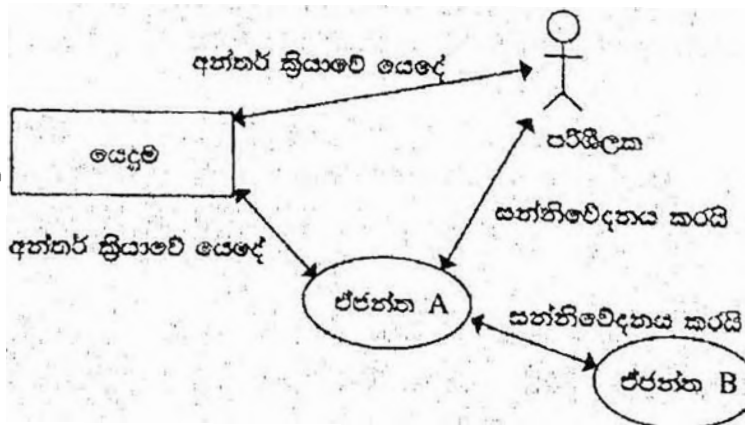 අන්තර් ක්‍රියාවේ යෙදේ
යෙදුම
පරිශීලක
සන්නිවේදනය කරයි
අන්තර් ක්‍රියාවේ යෙදේ
ඒජන්ත A
සන්නිවේදනය කරයි
ඒජන්ත B